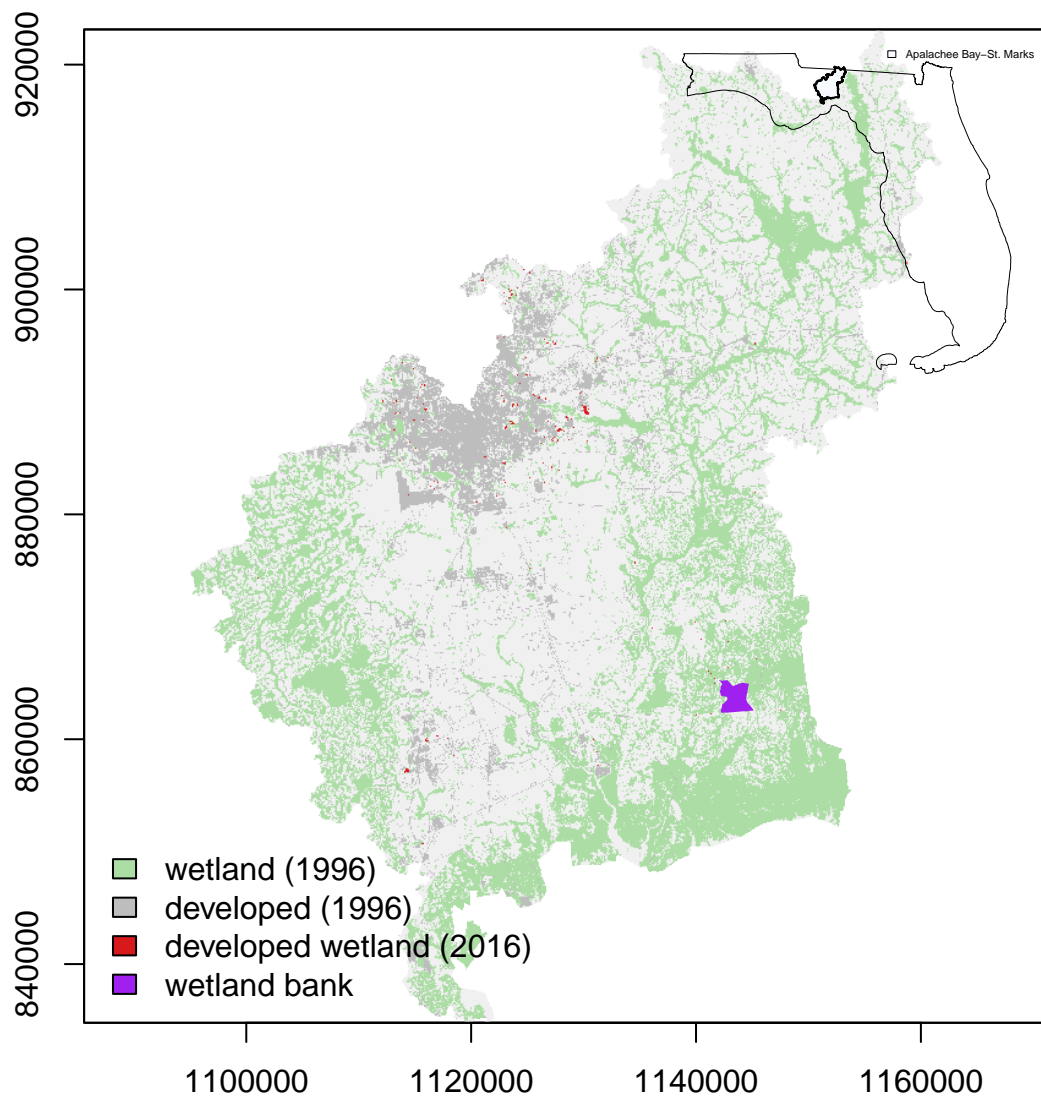 Apalachee Bay–St. Marks
920000
900000
880000
860000
840000
wetland (1996)
developed (1996)
developed wetland (2016)
wetland bank
1100000 1120000 1140000 1160000